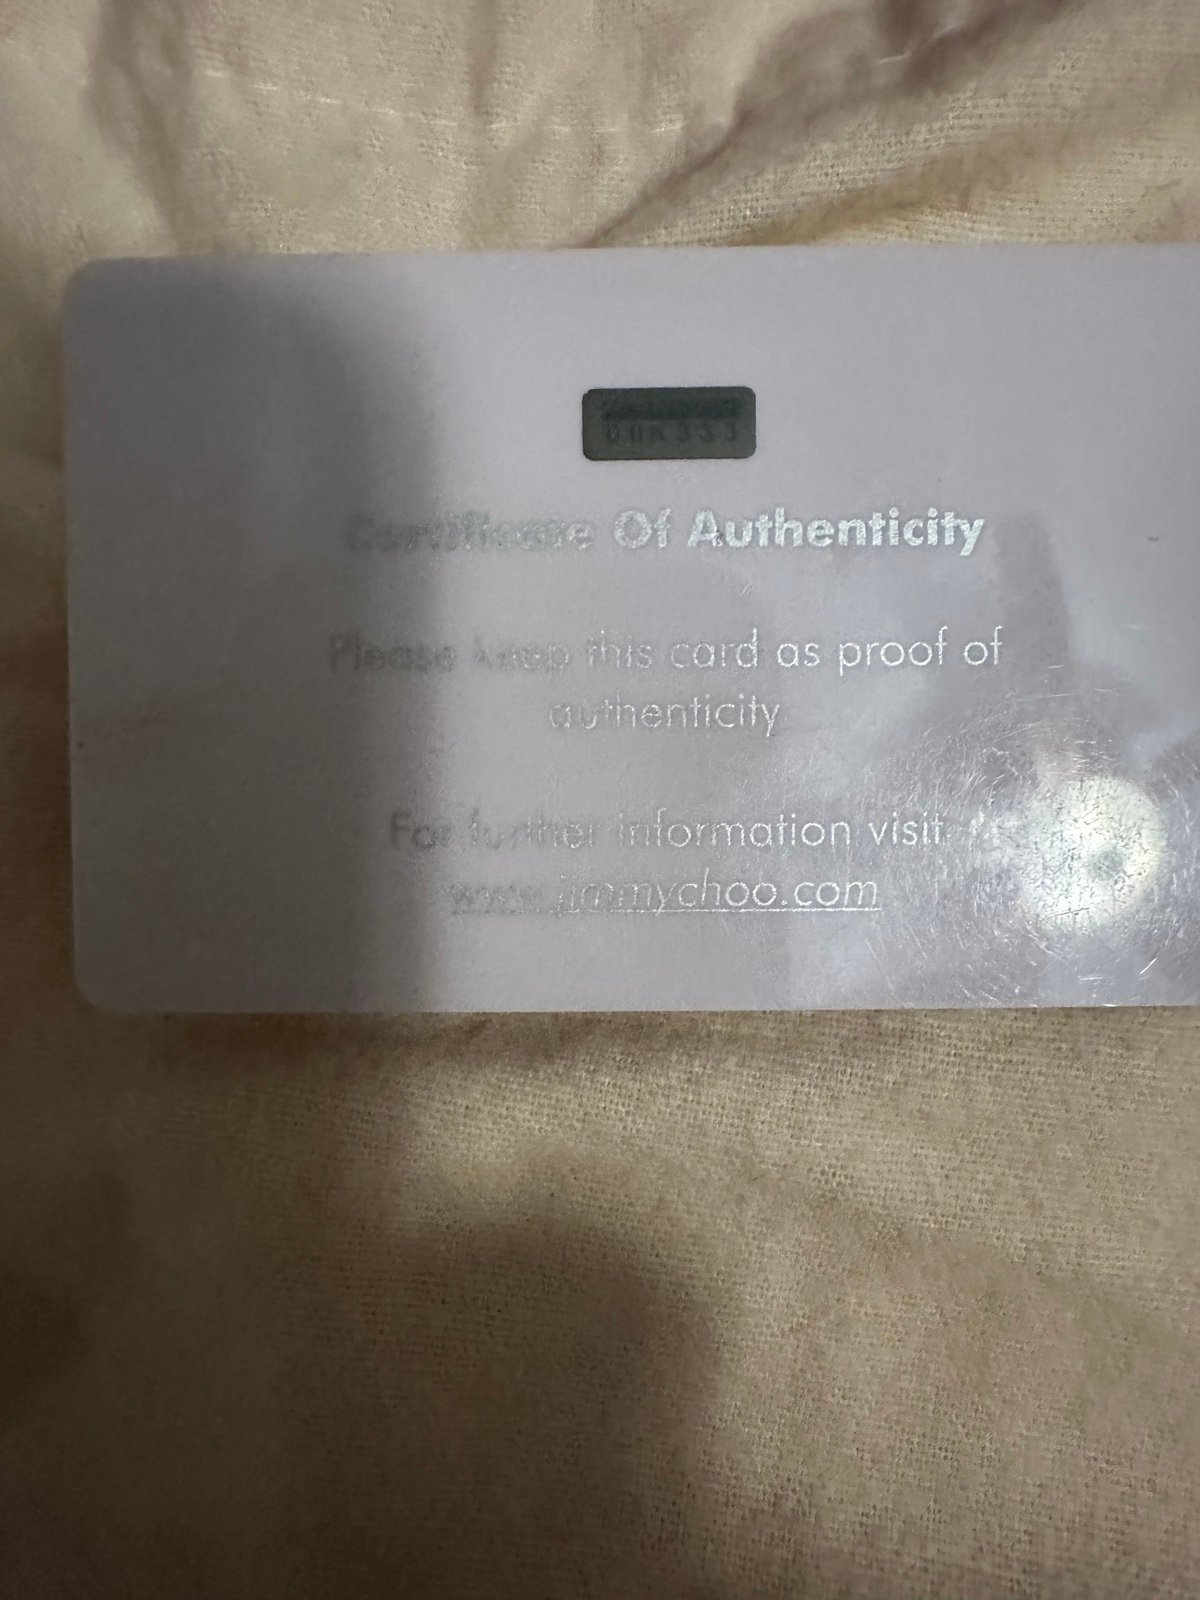 Certificate Of Authenticity
Please keep this card as proof of
authenticity
For further information visit
www.jimmychoo.com